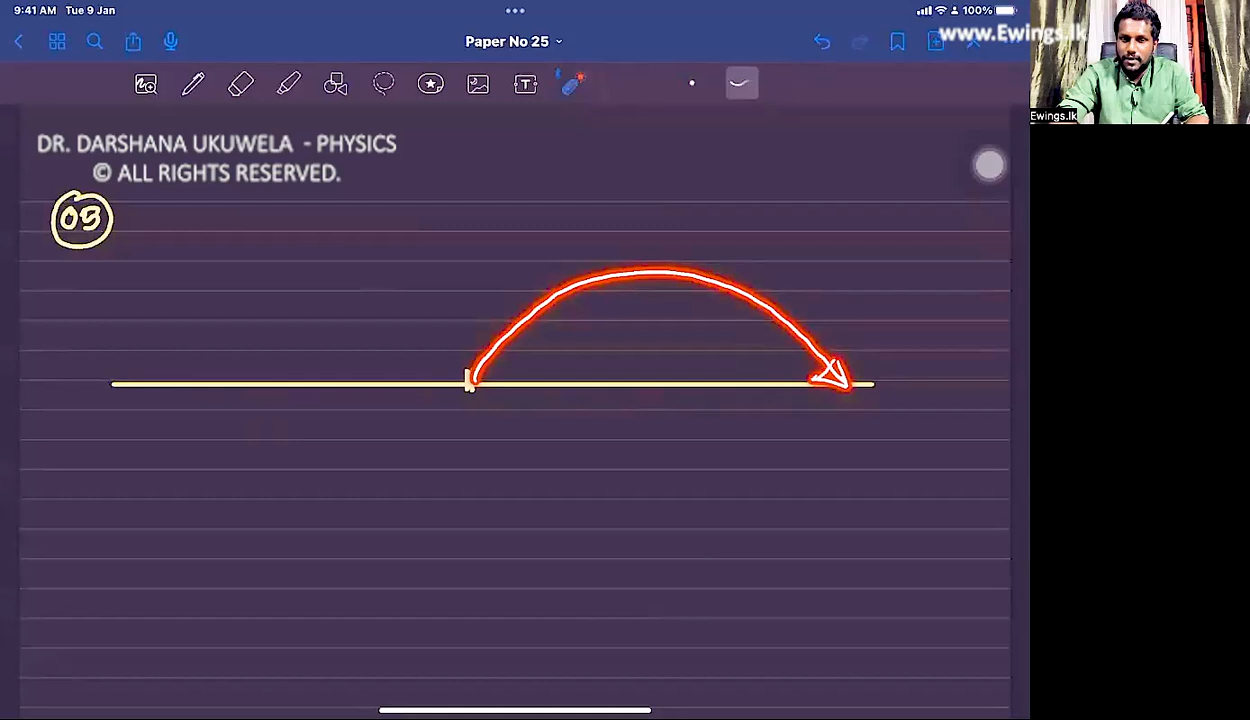 9:41 AM Tue 9 Jan
100%
www.Ewings.lk
Paper No 25
T
Ewings.lk
DR. DARSHANA UKUWELA - PHYSICS
© ALL RIGHTS RESERVED.
09